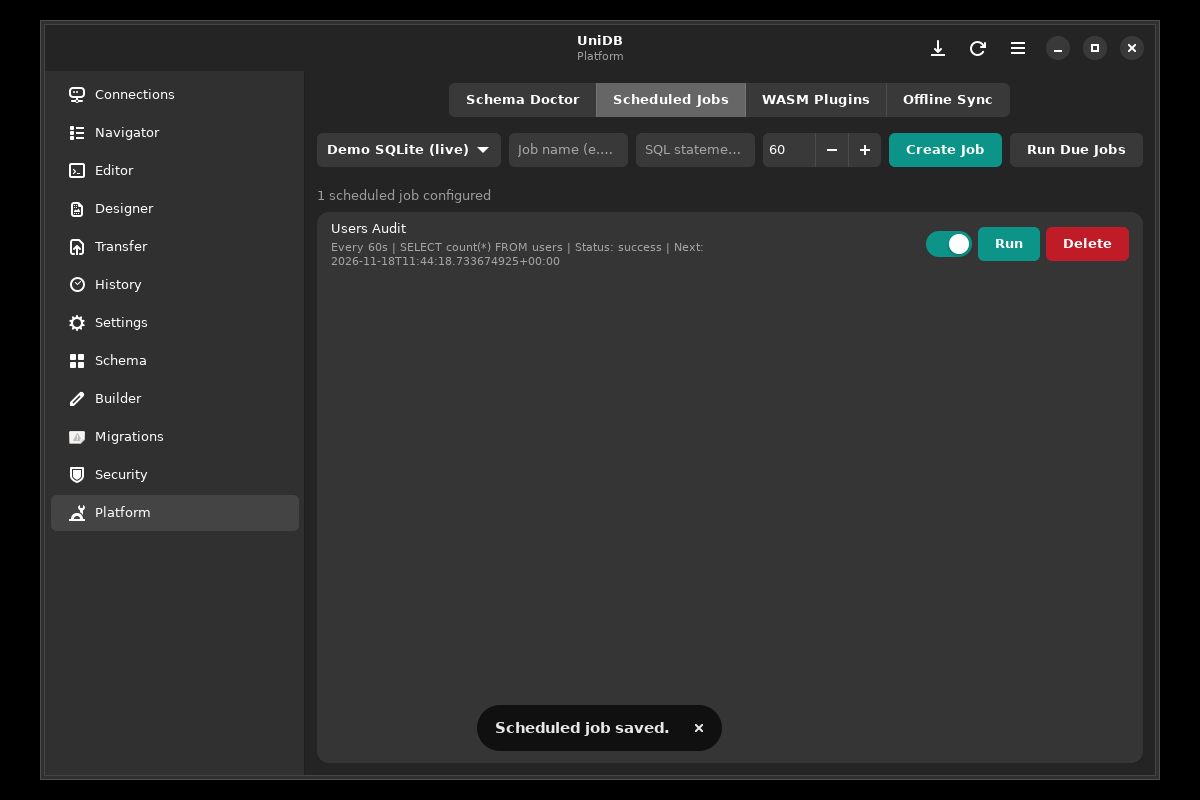 UniDB
Platform
Connections
Navigator
Editor
Designer
Transfer
History
Settings
Schema
Builder
Migrations
Security
Platform
Schema Doctor
Scheduled Jobs
WASM Plugins
Offline Sync
Demo SQLite (live)
Job name (e....
SQL stateme...
60
Create Job
Run Due Jobs
1 scheduled job configured
Users Audit
Every 60s | SELECT count(*) FROM users | Status: success | Next:
2026-11-18T11:44:18.733674925+00:00
Run
Delete
Scheduled job saved.